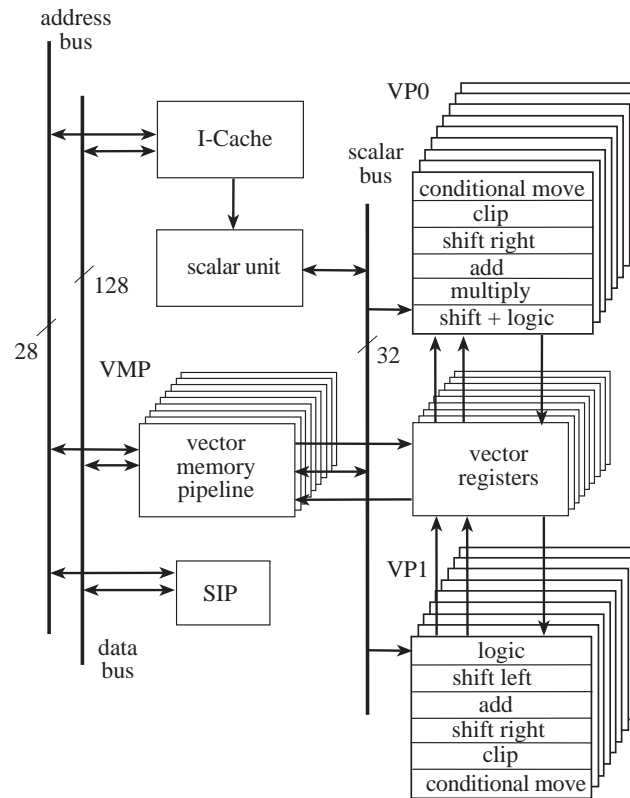 address
bus
VP0
I-Cache
scalar
bus
conditional move
clip
shift right
add
multiply
shift + logic
scalar unit
128
28
32
VMP
vector
memory
pipeline
vector
registers
VP1
SIP
data
bus
logic
shift left
add
shift right
clip
conditional move